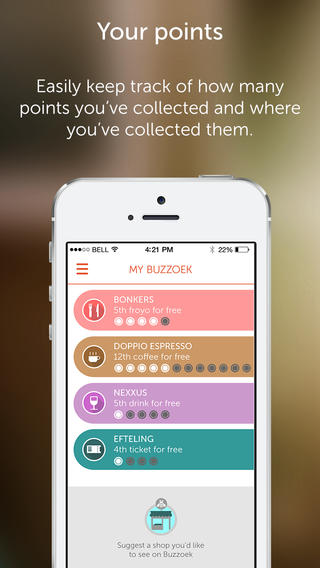 Your points
Easily keep track of how many
points you've collected and where
you've collected them.
BELL 4:21 PM 22%
MY BUZZOEK
BONKERS
5th froyo for free
DOPPIO ESPRESSO
12th coffee for free
NEXXUS
5th drink for free
EFTELING
4th ticket for free
Suggest a shop you'd like
to see on Buzzoek